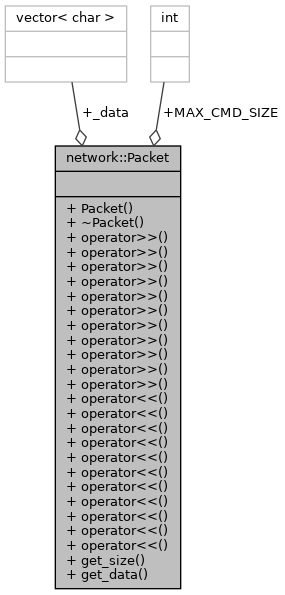 vector< char >
int
+_data
+MAX_CMD_SIZE
network::Packet
+ Packet()
+ ~Packet()
+ operator>>()
+ operator>>()
+ operator>>()
+ operator>>()
+ operator>>()
+ operator>>()
+ operator>>()
+ operator>>()
+ operator>>()
+ operator>>()
+ operator>>()
+ operator<<()
+ operator<<()
+ operator<<()
+ operator<<()
+ operator<<()
+ operator<<()
+ operator<<()
+ operator<<()
+ operator<<()
+ operator<<()
+ operator<<()
+ get_size()
+ get_data()